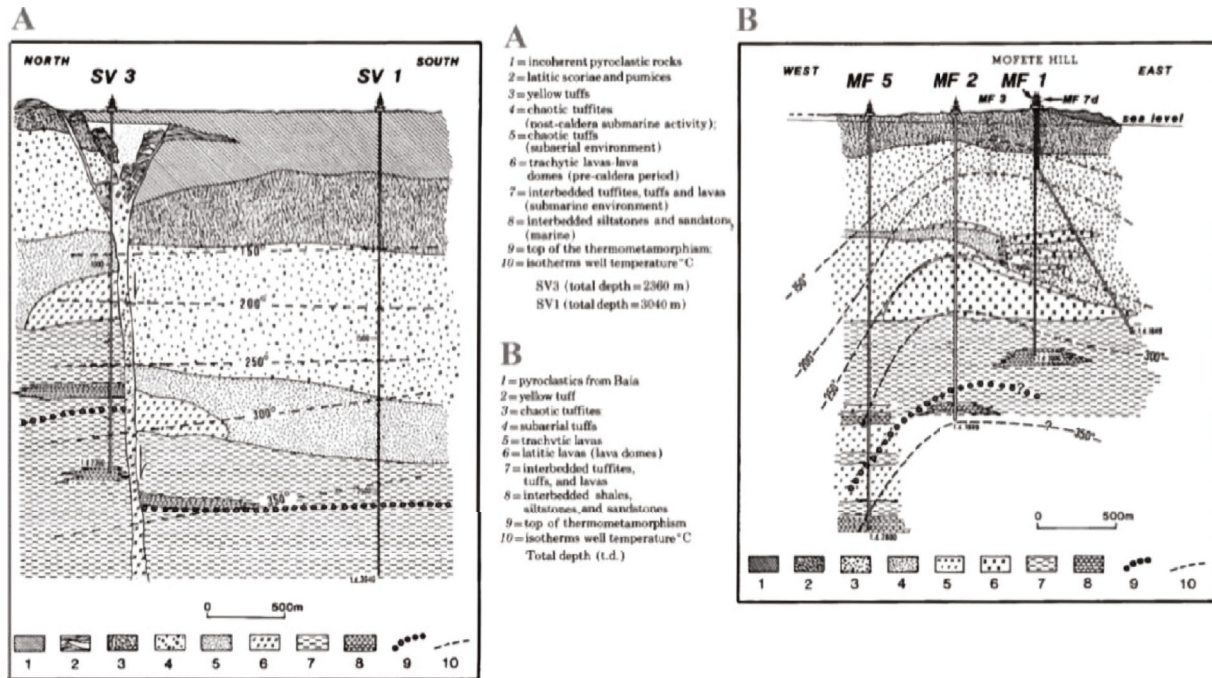 A
NORTH
SOUTH
SV 3
SV 1
150°
200°
250°
300°
350°
t.d.3040
0 500m
1 2 3 4 5 6 7 8 9 10
A
1=incoherent pyroclastic rocks
2=latitic scoriae and pumices
3=yellow tuffs
4=chaotic tuffites
(post-caldera submarine activity);
5=chaotic tuffs
(subaerial environment)
6=trachytic lavas-lava
domes (pre-caldera period)
7=interbedded tuffites, tuffs and lavas
(submarine environment)
8=interbedded siltstones and sandstone
(marine)
9=top of the thermometamorphism;
10=isotherms well temperature°C
SV3 (total depth=2360 m)
SV1 (total depth=3040 m)
B
1=pyroclastics from Baia
2=yellow tuff
3=chaotic tuffites
4=subaerial tuffs
5=trachytic lavas
6=latitic lavas (lava domes)
7=interbedded tuffites,
tuffs, and lavas
8=interbedded shales,
siltstones, and sandstones
9=top of thermometamorphism
10=isotherms well temperature°C
Total depth (t.d.)
B
MOFETE HILL
WEST
EAST
MF 5
MF 2
MF 1
MF 3
MF 7d
sea level
150°
200°
250°
300°
350°
?
?
0 500m
1 2 3 4 5 6 7 8 9 10